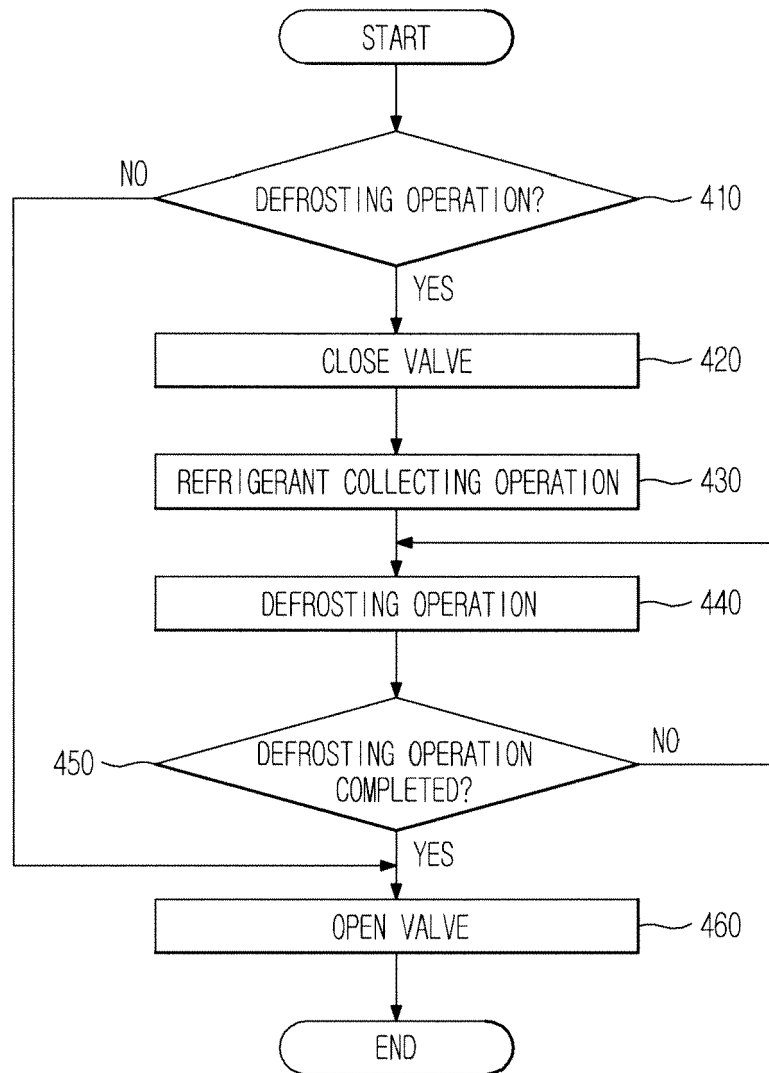 START
NO
DEFROSTING OPERATION?
410
YES
CLOSE VALVE
420
REFRIGERANT COLLECTING OPERATION
430
DEFROSTING OPERATION
440
450
DEFROSTING OPERATION
COMPLETED?
NO
YES
OPEN VALVE
460
END